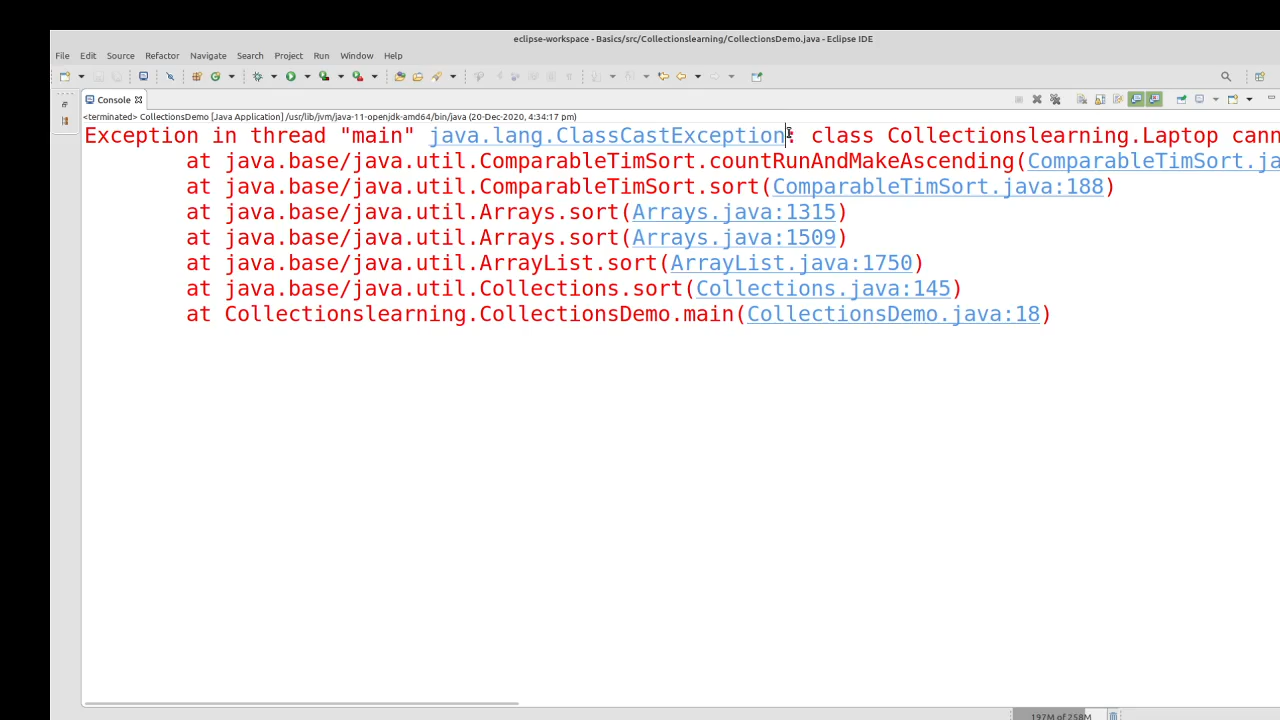 eclipse-workspace - Basics/src/Collectionslearning/CollectionsDemo.java - Eclipse IDE
File Edit Source Refactor Navigate Search Project Run Window Help
Console
<terminated> CollectionsDemo [Java Application] /usr/lib/jvm/java-11-openjdk-amd64/bin/java (20-Dec-2020, 4:34:17 pm)
Exception in thread "main" java.lang.ClassCastException: class Collectionslearning.Laptop cann
at java.base/java.util.ComparableTimSort.countRunAndMakeAscending(ComparableTimSort.ja
at java.base/java.util.ComparableTimSort.sort(ComparableTimSort.java:188)
at java.base/java.util.Arrays.sort(Arrays.java:1315)
at java.base/java.util.Arrays.sort(Arrays.java:1509)
at java.base/java.util.ArrayList.sort(ArrayList.java:1750)
at java.base/java.util.Collections.sort(Collections.java:145)
at Collectionslearning.CollectionsDemo.main(CollectionsDemo.java:18)
197M of 258M